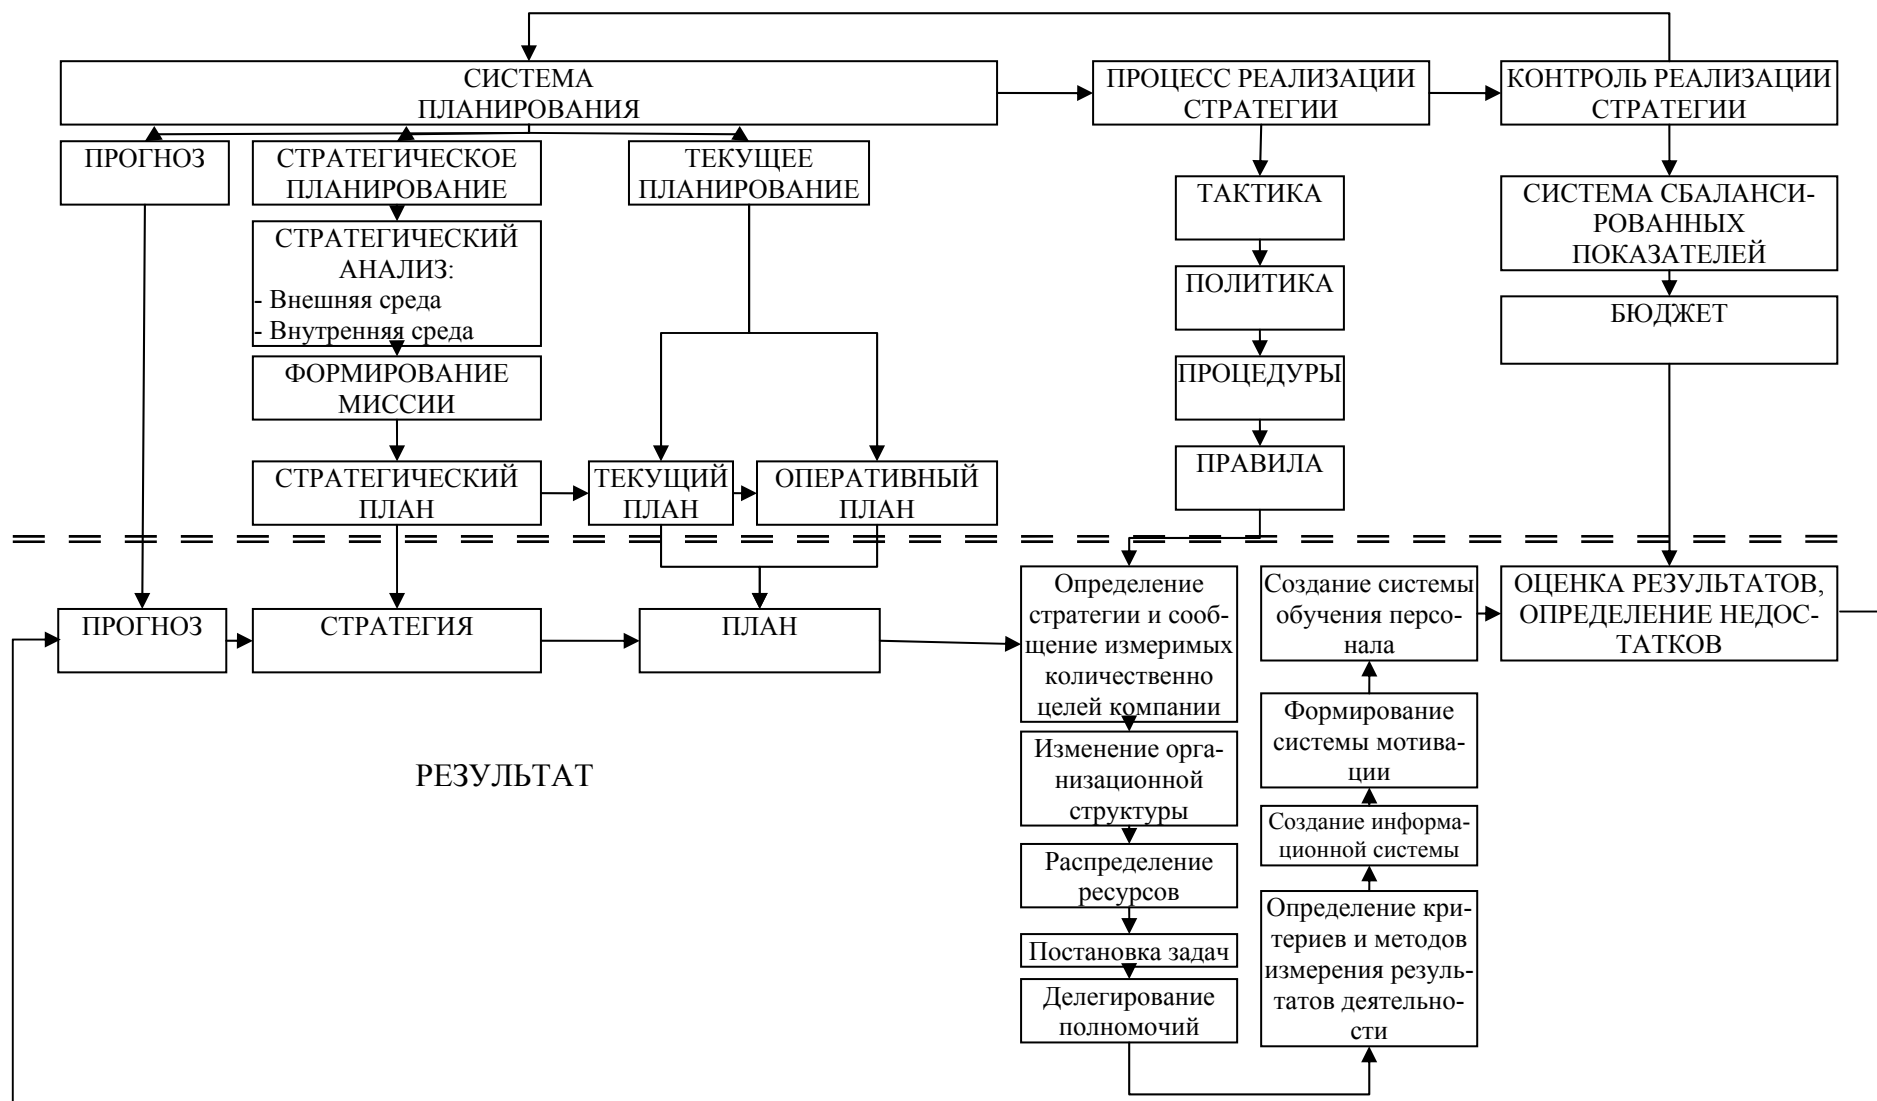 СИСТЕМА
ПЛАНИРОВАНИЯ
ПРОЦЕСС РЕАЛИЗАЦИИ
СТРАТЕГИИ
КОНТРОЛЬ РЕАЛИЗАЦИИ
СТРАТЕГИИ
ПРОГНОЗ
СТРАТЕГИЧЕСКОЕ
ПЛАНИРОВАНИЕ
ТЕКУЩЕЕ
ПЛАНИРОВАНИЕ
СТРАТЕГИЧЕСКИЙ
АНАЛИЗ:
- Внешняя среда
- Внутренняя среда
ФОРМИРОВАНИЕ
МИССИИ
СТРАТЕГИЧЕСКИЙ
ПЛАН
ТЕКУЩИЙ
ПЛАН
ОПЕРАТИВНЫЙ
ПЛАН
ТАКТИКА
ПОЛИТИКА
ПРОЦЕДУРЫ
ПРАВИЛА
СИСТЕМА СБАЛАНСИ-
РОВАННЫХ
ПОКАЗАТЕЛЕЙ
БЮДЖЕТ
ПРОГНОЗ
СТРАТЕГИЯ
ПЛАН
Определение
стратегии и сооб-
щение измеримых
количественно
целей компании
Изменение орга-
низационной
структуры
Распределение
ресурсов
Постановка задач
Делегирование
полномочий
Создание системы
обучения персо-
нала
Формирование
системы мотива-
ции
Создание информа-
ционной системы
Определение кри-
териев и методов
измерения резуль-
татов деятельно-
сти
ОЦЕНКА РЕЗУЛЬТАТОВ,
ОПРЕДЕЛЕНИЕ НЕДОС-
ТАТКОВ
РЕЗУЛЬТАТ